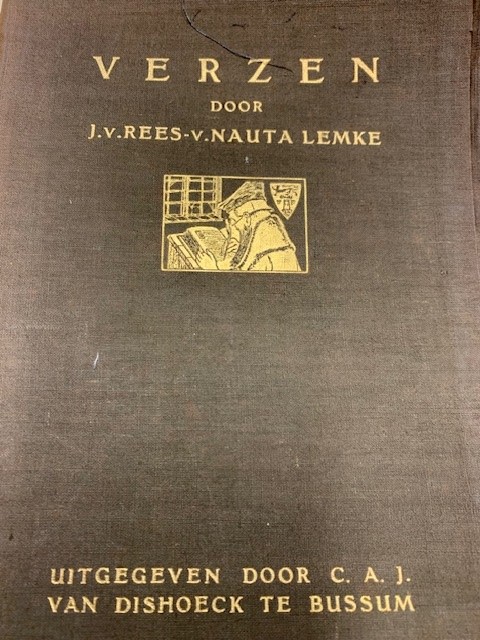 VERZEN
DOOR
J.v.REES-v.NAUTA LEMKE
UITGEGEVEN DOOR C. A. J.
VAN DISHOECK TE BUSSUM